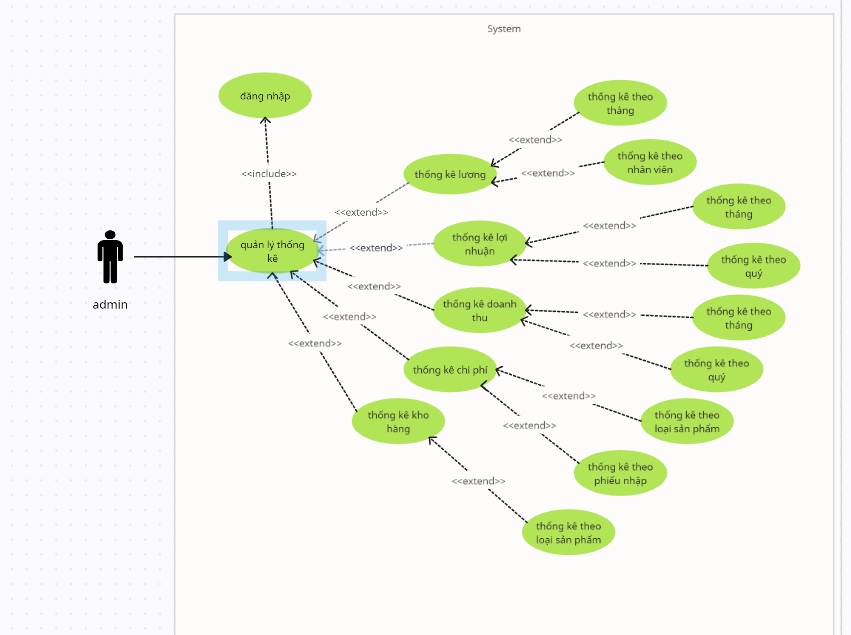 System
đăng nhập
<<include>>
quản lý thống
kê
admin
thống kê lương
<<extend>>
thống kê theo
tháng
<<extend>>
thống kê theo
nhân viên
<<extend>>
thống kê lợi
nhuận
<<extend>>
thống kê theo
tháng
<<extend>>
thống kê theo
quý
<<extend>>
thống kê doanh
thu
<<extend>>
thống kê theo
tháng
<<extend>>
thống kê theo
quý
<<extend>>
thống kê chi phí
<<extend>>
thống kê theo
loại sản phẩm
<<extend>>
thống kê theo
phiếu nhập
<<extend>>
thống kê kho
hàng
<<extend>>
thống kê theo
loại sản phẩm
<<extend>>